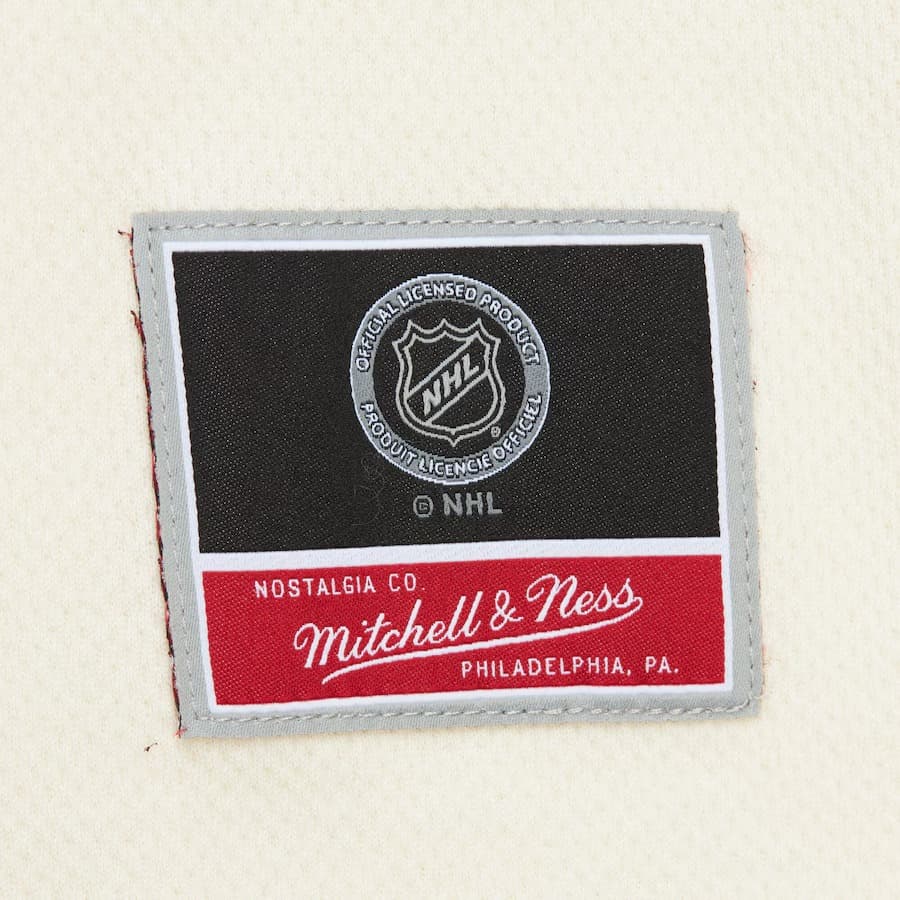 OFFICIAL LICENSED PRODUCT
NHL
®
PRODUIT LICENCIE OFFICIEL
© NHL
NOSTALGIA CO.
Mitchell & Ness
PHILADELPHIA, PA.